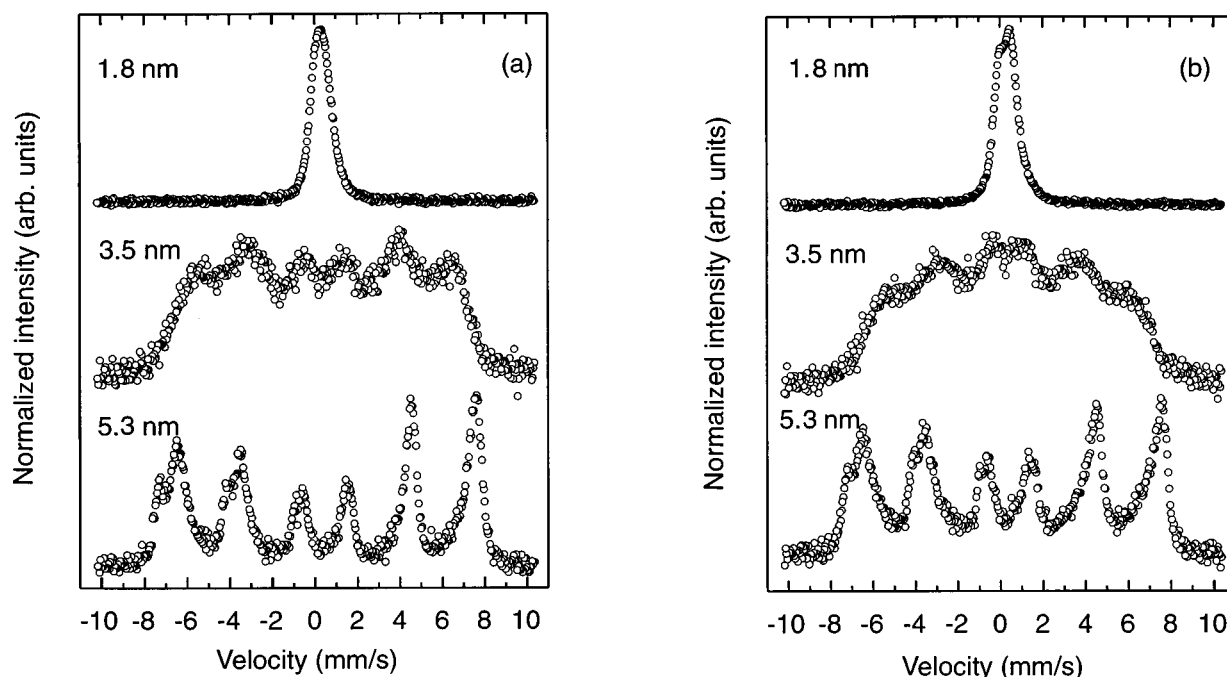 Normalized intensity (arb. units)
(a)
1.8 nm
3.5 nm
5.3 nm
-10 -8 -6 -4 -2 0 2 4 6 8 10
Velocity (mm/s)
Normalized intensity (arb. units)
(b)
1.8 nm
3.5 nm
5.3 nm
-10 -8 -6 -4 -2 0 2 4 6 8 10
Velocity (mm/s)